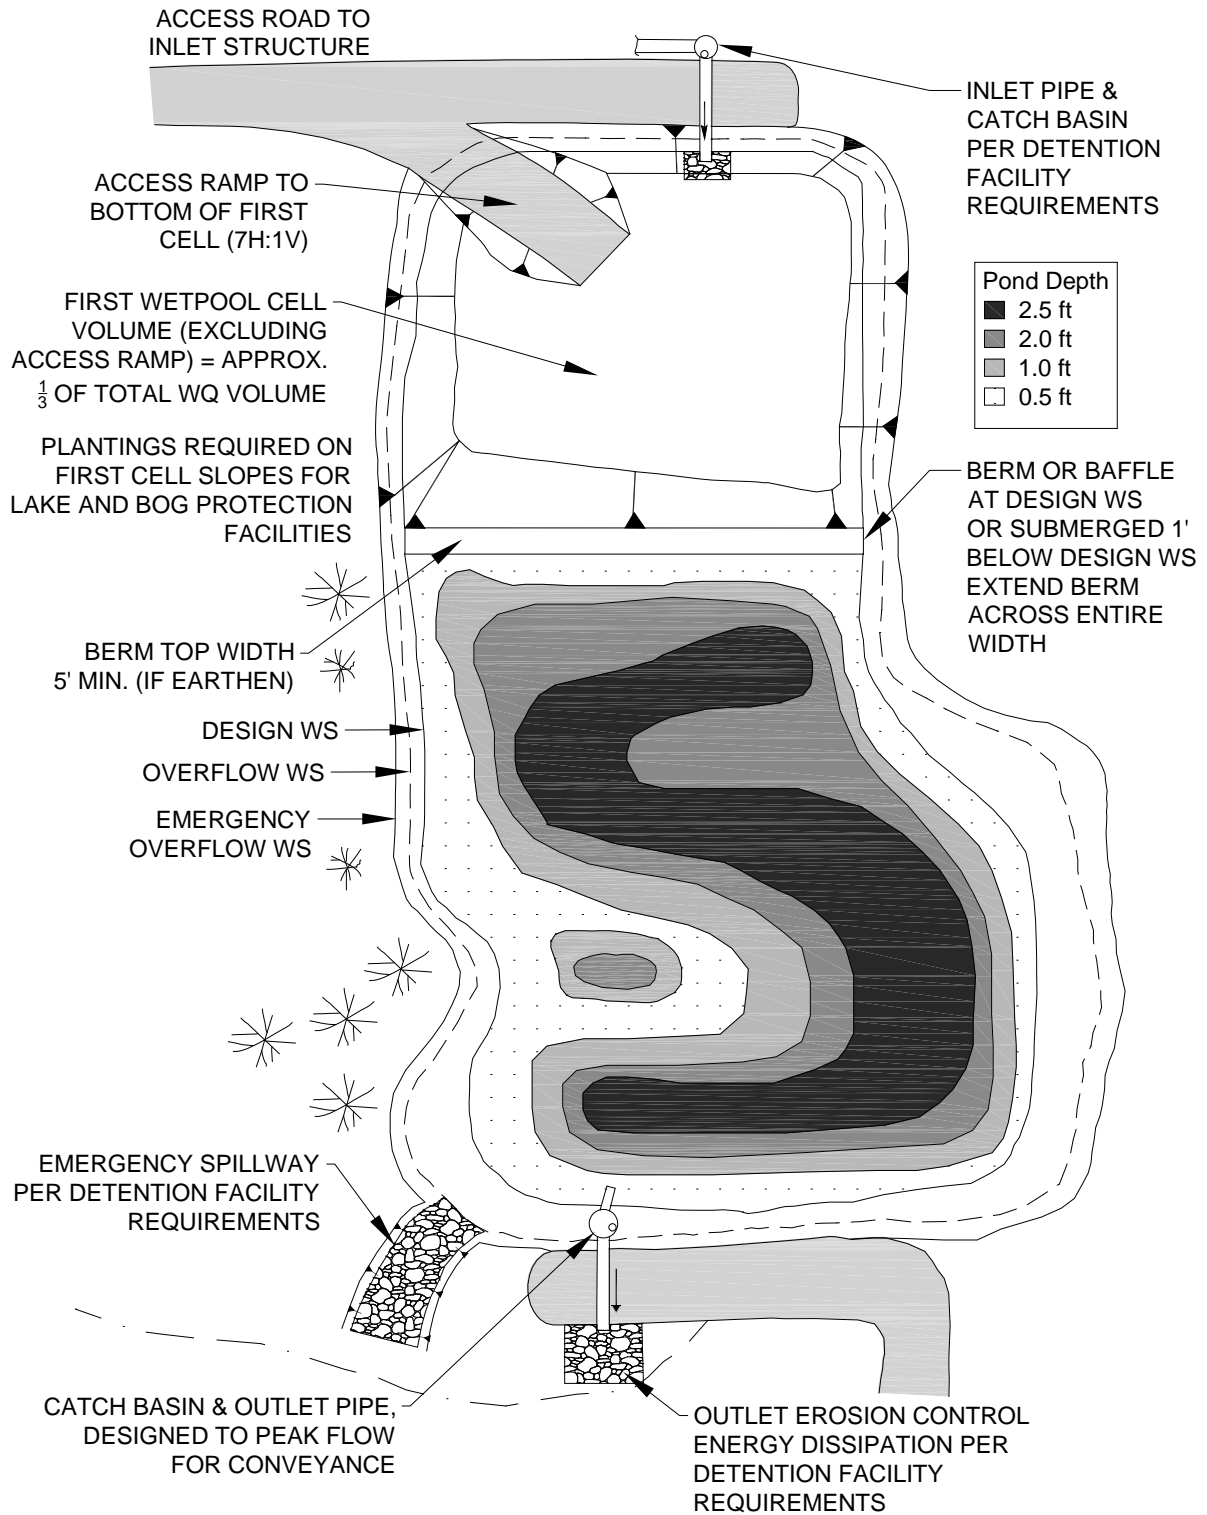 ACCESS ROAD TO
INLET STRUCTURE
INLET PIPE &
CATCH BASIN
PER DETENTION
FACILITY
REQUIREMENTS
ACCESS RAMP TO
BOTTOM OF FIRST
CELL (7H:1V)
Pond Depth
2.5 ft
2.0 ft
1.0 ft
0.5 ft
FIRST WETPOOL CELL
VOLUME (EXCLUDING
ACCESS RAMP) = APPROX.
1/3 OF TOTAL WQ VOLUME
PLANTINGS REQUIRED ON
FIRST CELL SLOPES FOR
LAKE AND BOG PROTECTION
FACILITIES
BERM OR BAFFLE
AT DESIGN WS
OR SUBMERGED 1'
BELOW DESIGN WS
EXTEND BERM
ACROSS ENTIRE
WIDTH
BERM TOP WIDTH
5' MIN. (IF EARTHEN)
DESIGN WS
OVERFLOW WS
EMERGENCY
OVERFLOW WS
EMERGENCY SPILLWAY
PER DETENTION FACILITY
REQUIREMENTS
CATCH BASIN & OUTLET PIPE,
DESIGNED TO PEAK FLOW
FOR CONVEYANCE
OUTLET EROSION CONTROL
ENERGY DISSIPATION PER
DETENTION FACILITY
REQUIREMENTS